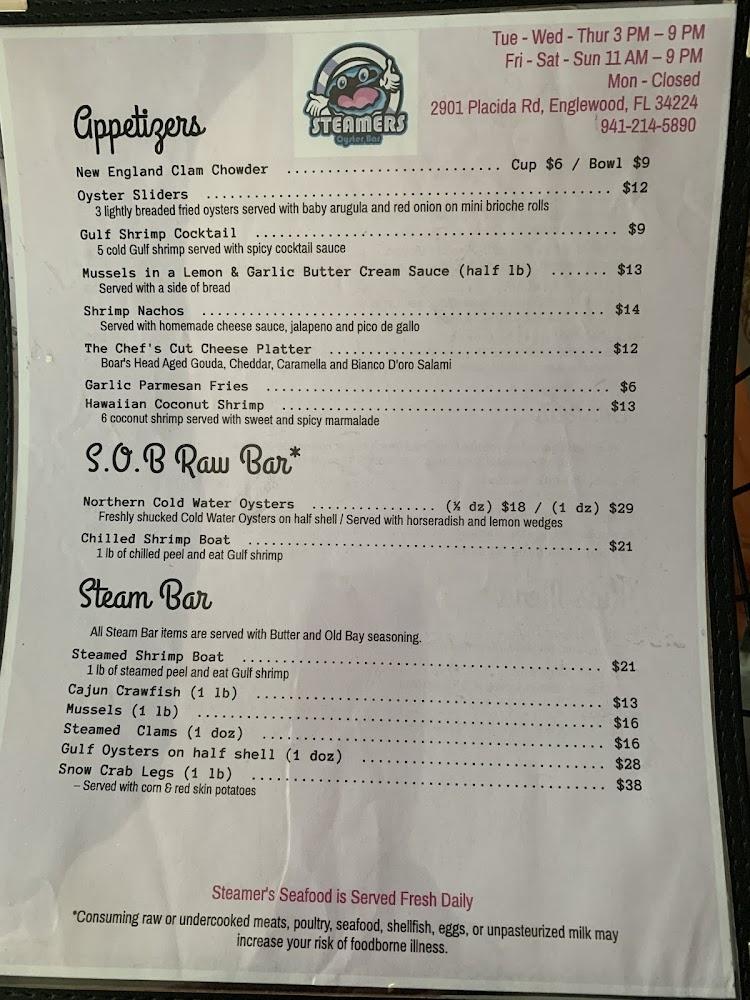 Tue - Wed - Thur 3 PM – 9 PM
Fri - Sat - Sun 11 AM – 9 PM
Mon - Closed
2901 Placida Rd, Englewood, FL 34224
941-214-5890
STEAMERS
Oyster Bar
Appetizers
New England Clam Chowder .......................... Cup $6 / Bowl $9
Oyster Sliders ................................................. $12
3 lightly breaded fried oysters served with baby arugula and red onion on mini brioche rolls
Gulf Shrimp Cocktail ............................................ $9
5 cold Gulf shrimp served with spicy cocktail sauce
Mussels in a Lemon & Garlic Butter Cream Sauce (half lb) ....... $13
Served with a side of bread
Shrimp Nachos .................................................... $14
Served with homemade cheese sauce, jalapeno and pico de gallo
The Chef's Cut Cheese Platter ................................. $12
Boar's Head Aged Gouda, Cheddar, Caramella and Bianco D'oro Salami
Garlic Parmesan Fries .......................................... $6
Hawaiian Coconut Shrimp ....................................... $13
6 coconut shrimp served with sweet and spicy marmalade
S.O.B Raw Bar*
Northern Cold Water Oysters ................ (½ dz) $18 / (1 dz) $29
Freshly shucked Cold Water Oysters on half shell / Served with horseradish and lemon wedges
Chilled Shrimp Boat ............................................ $21
1 lb of chilled peel and eat Gulf shrimp
Steam Bar
All Steam Bar items are served with Butter and Old Bay seasoning.
Steamed Shrimp Boat ............................................ $21
1 lb of steamed peel and eat Gulf shrimp
Cajun Crawfish (1 lb) .......................................... $13
Mussels (1 lb) ................................................. $16
Steamed Clams (1 doz) .......................................... $16
Gulf Oysters on half shell (1 doz) .............................. $28
Snow Crab Legs (1 lb) .......................................... $38
– Served with corn & red skin potatoes
Steamer's Seafood is Served Fresh Daily
*Consuming raw or undercooked meats, poultry, seafood, shellfish, eggs, or unpasteurized milk may
increase your risk of foodborne illness.